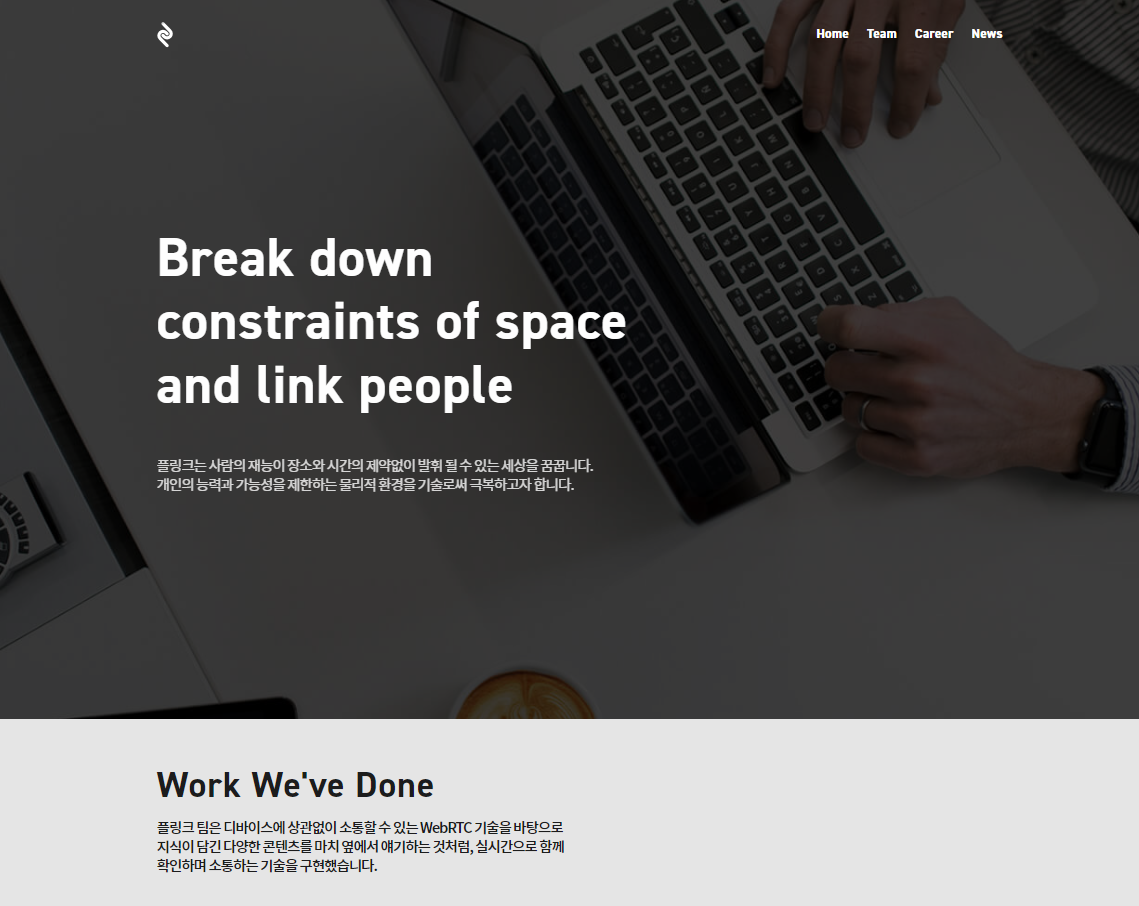 Home Team Career News
Break down
constraints of space
and link people
플링크는 사람의 재능이 장소와 시간의 제약없이 발휘 될 수 있는 세상을 꿈꿉니다.
개인의 능력과 가능성을 제한하는 물리적 환경을 기술로써 극복하고자 합니다.
Work We've Done
플링크 팀은 디바이스에 상관없이 소통할 수 있는 WebRTC 기술을 바탕으로
지식이 담긴 다양한 콘텐츠를 마치 옆에서 얘기하는 것처럼, 실시간으로 함께
확인하며 소통하는 기술을 구현했습니다.